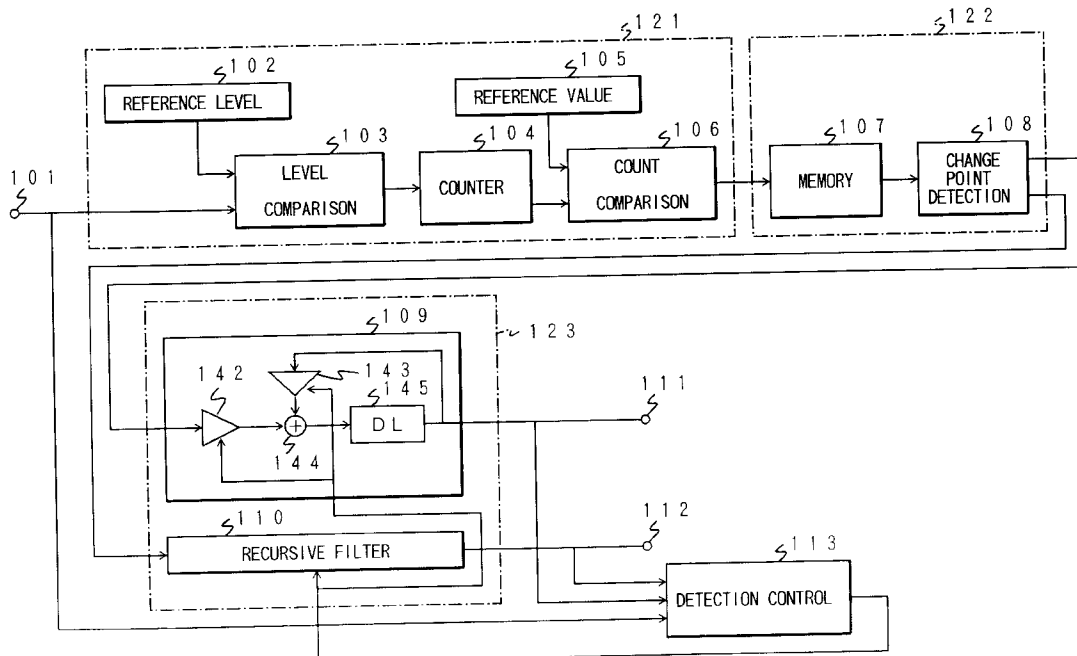 121
122
102
105
REFERENCE LEVEL
REFERENCE VALUE
103
104
106
107
108
101
LEVEL
COMPARISON
COUNTER
COUNT
COMPARISON
MEMORY
CHANGE
POINT
DETECTION
109
123
142
143
145
111
DL
144
110
112
RECURSIVE FILTER
113
DETECTION CONTROL